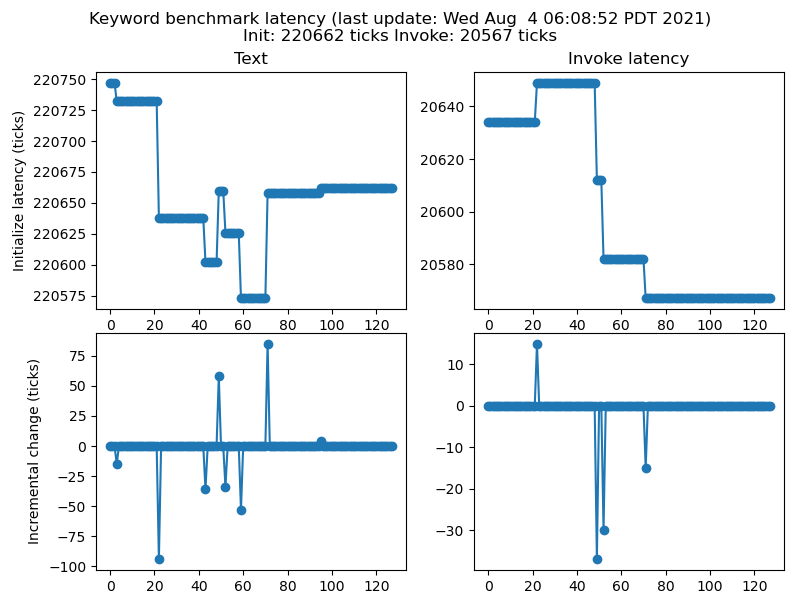 Keyword benchmark latency (last update: Wed Aug  4 06:08:52 PDT 2021)
Init: 220662 ticks Invoke: 20567 ticks
Text
Invoke latency
Initialize latency (ticks)
220750
220725
220700
220675
220650
220625
220600
220575
0 20 40 60 80 100 120
20640
20620
20600
20580
0 20 40 60 80 100 120
Incremental change (ticks)
75
50
25
0
−25
−50
−75
−100
0 20 40 60 80 100 120
10
0
−10
−20
−30
0 20 40 60 80 100 120